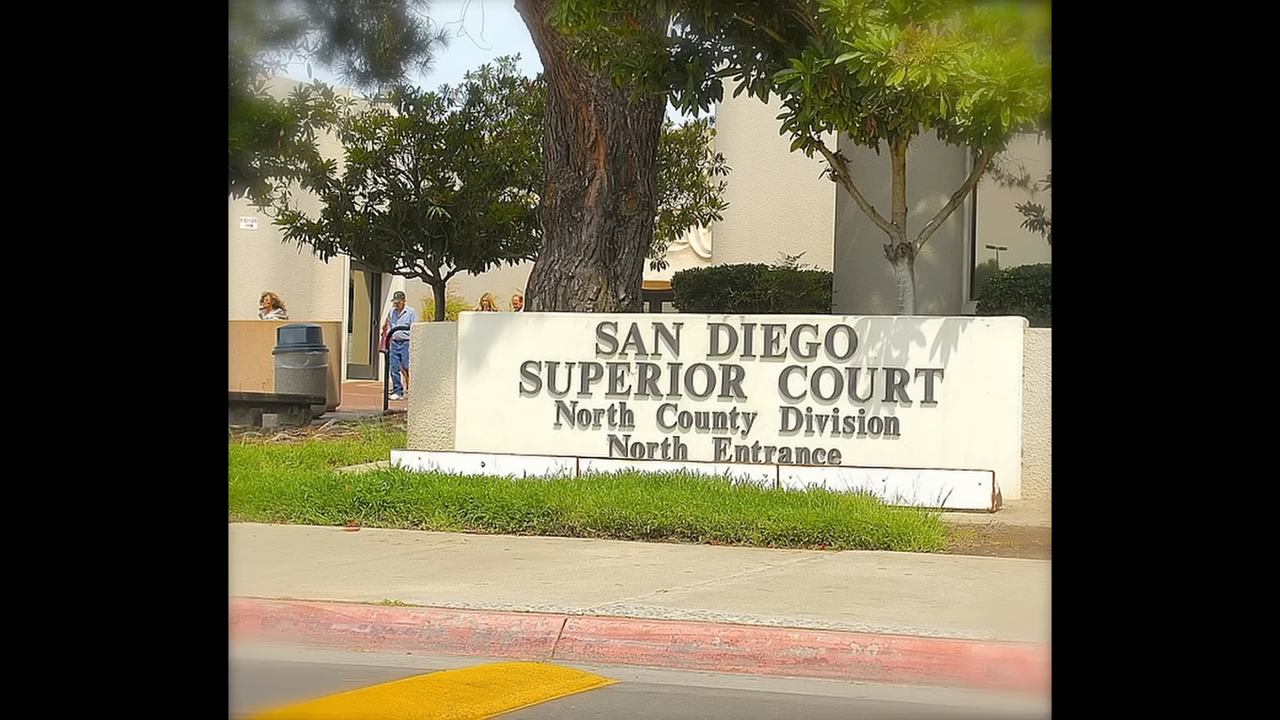 SAN DIEGO
SUPERIOR COURT
North County Division
North Entrance